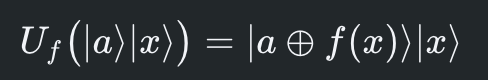 U_f(|a⟩|x⟩) = |a ⊕ f(x)⟩|x⟩